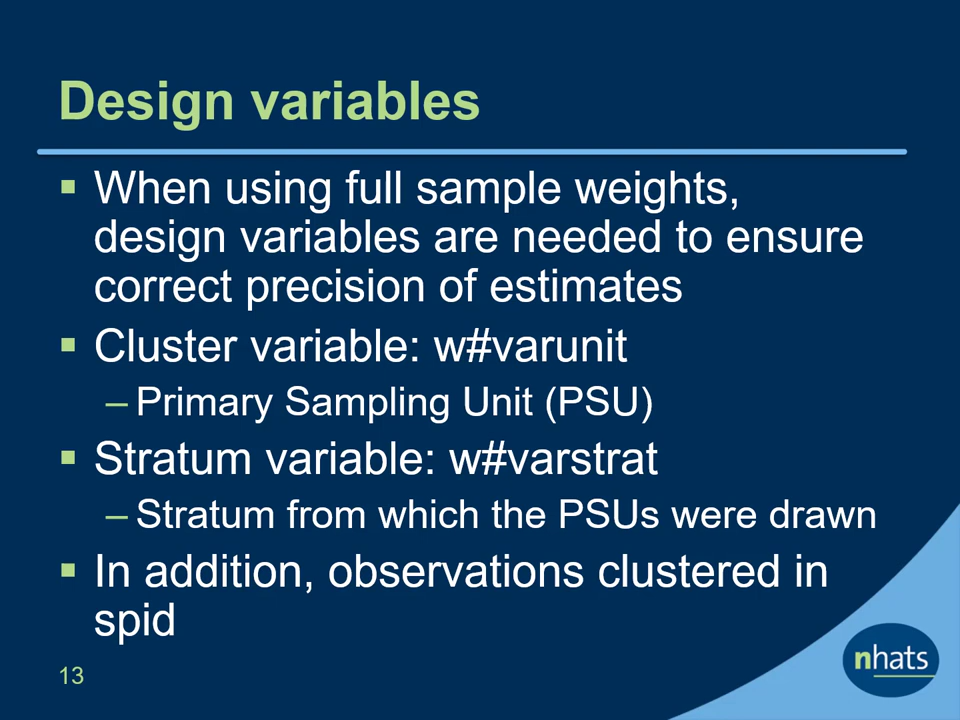 Design variables
▪ When using full sample weights,
design variables are needed to ensure
correct precision of estimates
▪ Cluster variable: w#varunit
– Primary Sampling Unit (PSU)
▪ Stratum variable: w#varstrat
– Stratum from which the PSUs were drawn
▪ In addition, observations clustered in
spid
13
nhats